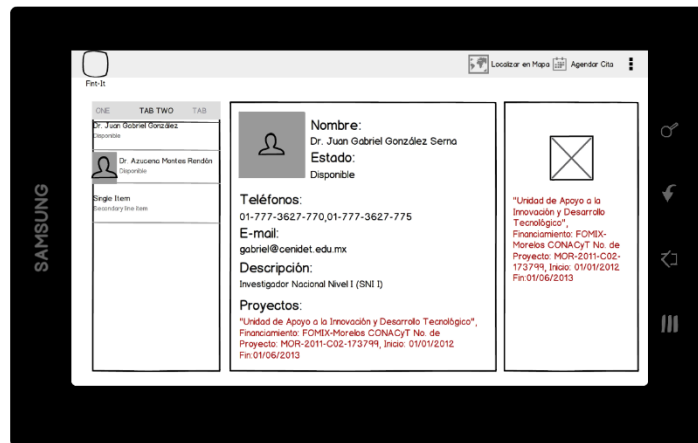 SAMSUNG
Fnt-It
Localizar en Mapa
Agendar Cita
ONE
TAB TWO
TAB
Dr. Juan Gabriel González
Disponible
Dr. Azucena Montes Rendón
Disponible
Single Item
Secondary line item
Nombre:
Dr. Juan Gabriel González Serna
Estado:
Disponible
Teléfonos:
01-777-3627-770,01-777-3627-775
E-mail:
gabriel@cenidet.edu.mx
Descripción:
Investigador Nacional Nivel I (SNI I)
Proyectos:
"Unidad de Apoyo a la Innovación y Desarrollo Tecnológico",
Financiamiento: FOMIX-Morelos CONACyT No. de
Proyecto: MOR-2011-C02-173799, Inicio: 01/01/2012
Fin:01/06/2013
"Unidad de Apoyo a la
Innovación y Desarrollo
Tecnológico",
Financiamiento: FOMIX-
Morelos CONACyT No. de
Proyecto: MOR-2011-C02-
173799, Inicio: 01/01/2012
Fin:01/06/2013